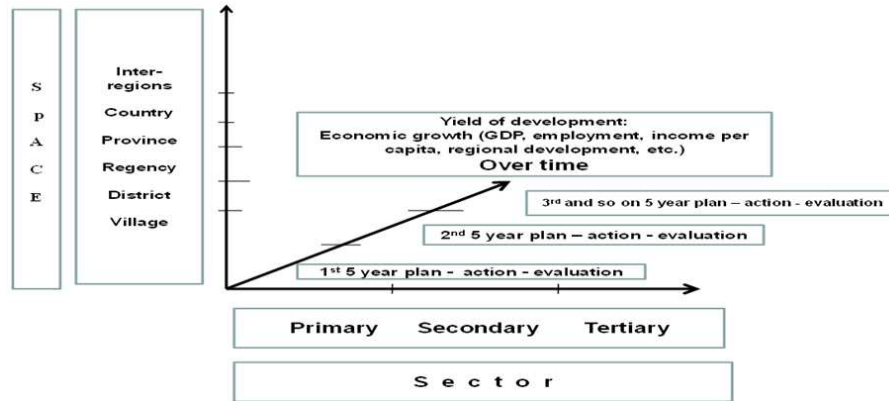 S
P
A
C
E
Inter-
regions
Country
Province
Regency
District
Village
Yield of development:
Economic growth (GDP, employment, income per
capita, regional development, etc.)
Over time
3rd and so on 5 year plan – action - evaluation
2nd 5 year plan – action - evaluation
1st 5 year plan - action - evaluation
Primary Secondary Tertiary
S e c t o r